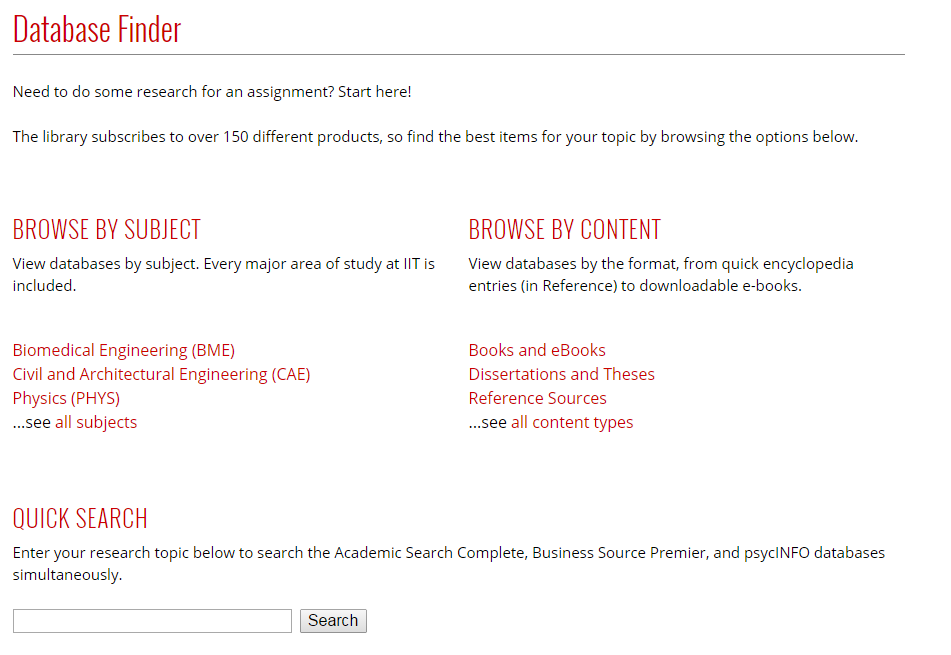 Database Finder
Need to do some research for an assignment? Start here!
The library subscribes to over 150 different products, so find the best items for your topic by browsing the options below.
BROWSE BY SUBJECT
View databases by subject. Every major area of study at IIT is
included.
Biomedical Engineering (BME)
Civil and Architectural Engineering (CAE)
Physics (PHYS)
...see all subjects
BROWSE BY CONTENT
View databases by the format, from quick encyclopedia
entries (in Reference) to downloadable e-books.
Books and eBooks
Dissertations and Theses
Reference Sources
...see all content types
QUICK SEARCH
Enter your research topic below to search the Academic Search Complete, Business Source Premier, and psycINFO databases
simultaneously.
Search